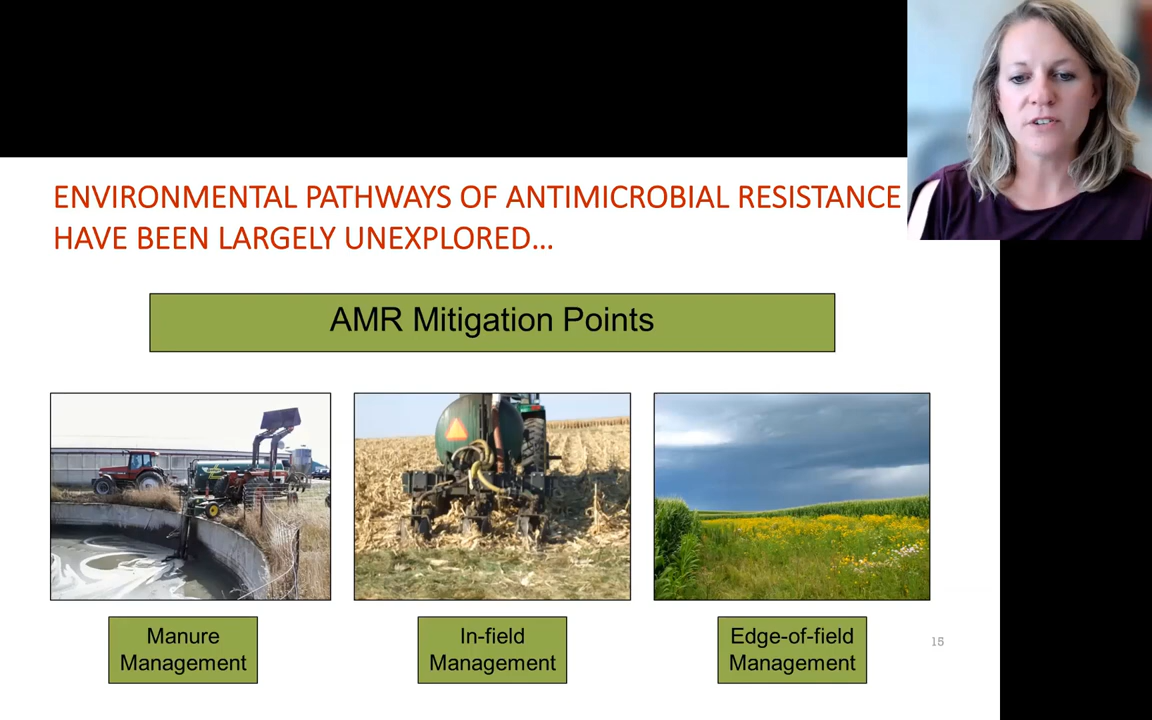 ENVIRONMENTAL PATHWAYS OF ANTIMICROBIAL RESISTANCE
HAVE BEEN LARGELY UNEXPLORED...
AMR Mitigation Points
Manure
Management
In-field
Management
Edge-of-field
Management
15